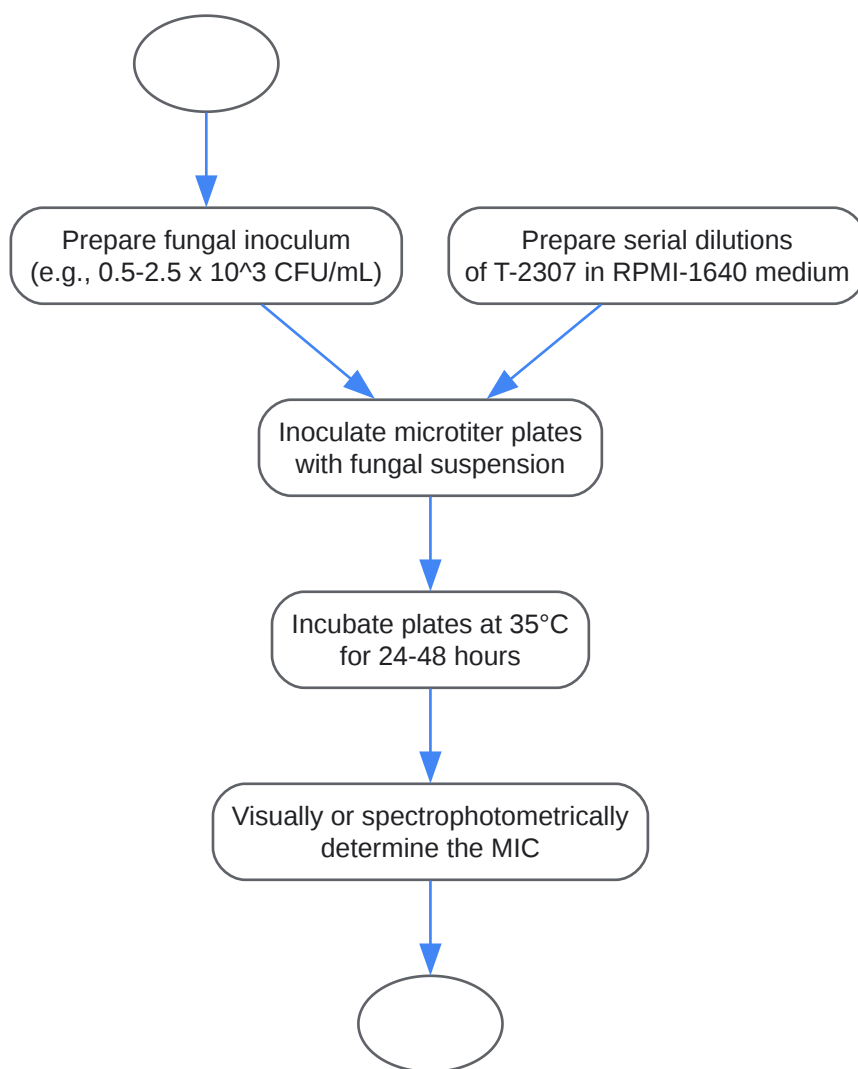 Prepare fungal inoculum
(e.g., 0.5-2.5 x 10^3 CFU/mL)
Prepare serial dilutions
of T-2307 in RPMI-1640 medium
Inoculate microtiter plates
with fungal suspension
Incubate plates at 35°C
for 24-48 hours
Visually or spectrophotometrically
determine the MIC